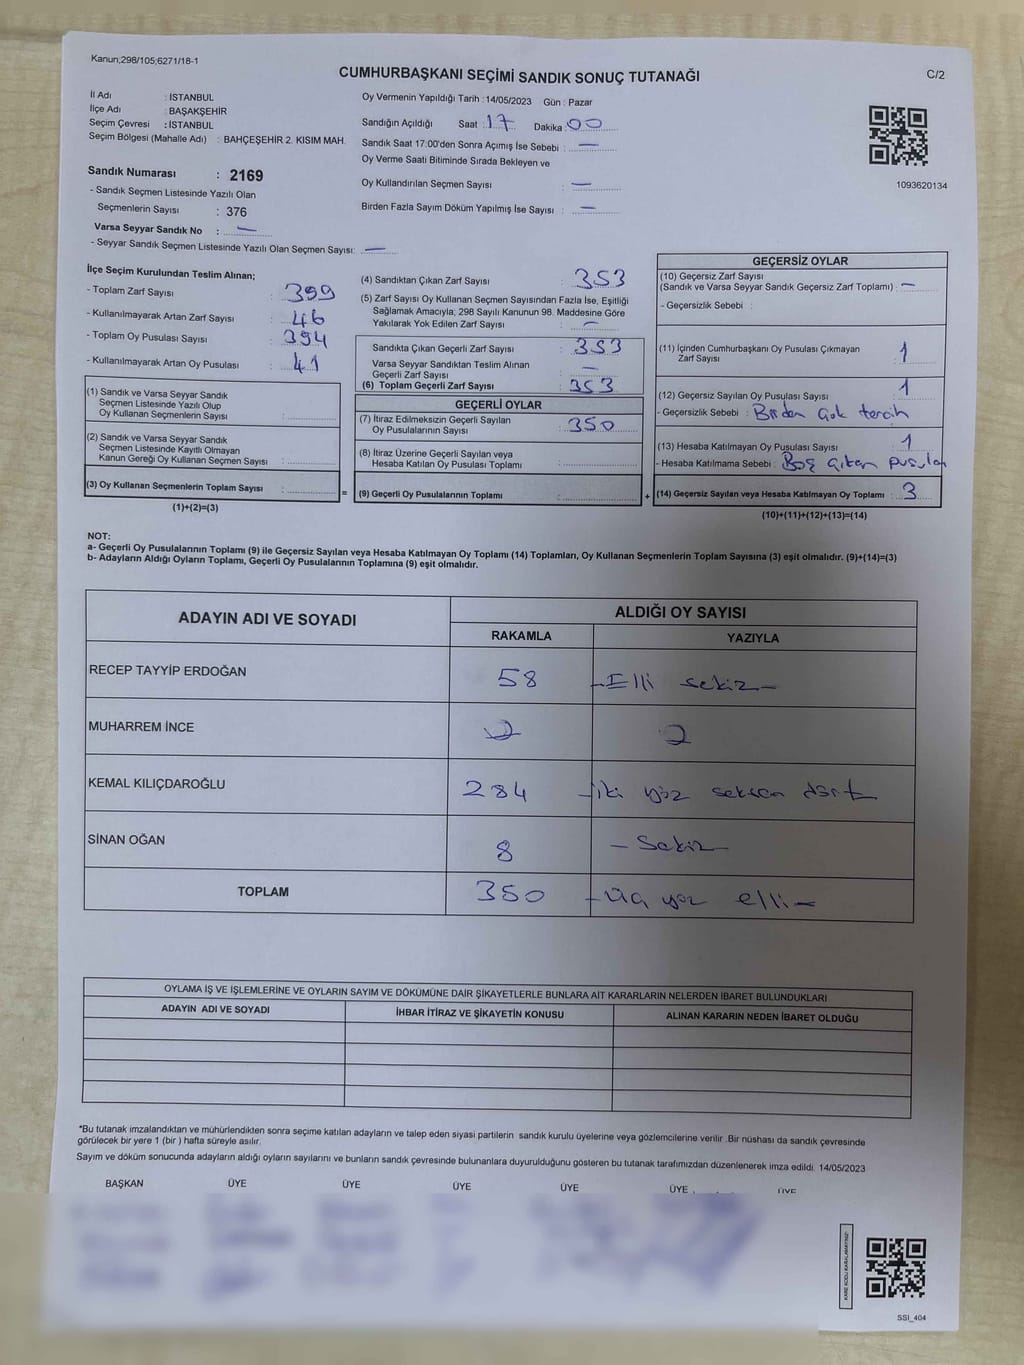 Kanun;298/105;6271/18-1
CUMHURBAŞKANI SEÇİMİ SANDIK SONUÇ TUTANAĞI
C/2
İl Adı : İSTANBUL
İlçe Adı : BAŞAKŞEHİR
Seçim Çevresi : İSTANBUL
Seçim Bölgesi (Mahalle Adı) : BAHÇEŞEHİR 2. KISIM MAH.
Sandık Numarası : 2169
- Sandık Seçmen Listesinde Yazılı Olan
Seçmenlerin Sayısı : 376
Varsa Seyyar Sandık No : —
- Seyyar Sandık Seçmen Listesinde Yazılı Olan Seçmen Sayısı: —
Oy Vermenin Yapıldığı Tarih : 14/05/2023 Gün : Pazar
Sandığın Açıldığı Saat : 17 Dakika : 00
Sandık Saat 17:00'den Sonra Açımış İse Sebebi : —
Oy Verme Saati Bitiminde Sırada Bekleyen ve
Oy Kullandırılan Seçmen Sayısı : —
Birden Fazla Sayım Döküm Yapılmış İse Sayısı : —
1093620134
İlçe Seçim Kurulundan Teslim Alınan;
- Toplam Zarf Sayısı : 399
- Kullanılmayarak Artan Zarf Sayısı : 46
- Toplam Oy Pusulası Sayısı : 394
- Kullanılmayarak Artan Oy Pusulası : 41
(1) Sandık ve Varsa Seyyar Sandık
Seçmen Listesinde Yazılı Olup
Oy Kullanan Seçmenlerin Sayısı :
(2) Sandık ve Varsa Seyyar Sandık
Seçmen Listesinde Kayıtlı Olmayan
Kanun Gereği Oy Kullanan Seçmen Sayısı :
(3) Oy Kullanan Seçmenlerin Toplam Sayısı :
(1)+(2)=(3)
=
(4) Sandıktan Çıkan Zarf Sayısı : 353
(5) Zarf Sayısı Oy Kullanan Seçmen Sayısından Fazla İse, Eşitliği
Sağlamak Amacıyla; 298 Sayılı Kanunun 98. Maddesine Göre
Yakılarak Yok Edilen Zarf Sayısı : —
Sandıkta Çıkan Geçerli Zarf Sayısı : 353
Varsa Seyyar Sandıktan Teslim Alınan
Geçerli Zarf Sayısı : —
(6) Toplam Geçerli Zarf Sayısı : 353
GEÇERLİ OYLAR
(7) İtiraz Edilmeksizin Geçerli Sayılan
Oy Pusulalarının Sayısı : 350
(8) İtiraz Üzerine Geçerli Sayılan veya
Hesaba Katılan Oy Pusulası Toplamı :
(9) Geçerli Oy Pusulalarının Toplamı :
+
GEÇERSİZ OYLAR
(10) Geçersiz Zarf Sayısı
(Sandık ve Varsa Seyyar Sandık Geçersiz Zarf Toplamı) : —
- Geçersizlik Sebebi :
(11) İçinden Cumhurbaşkanı Oy Pusulası Çıkmayan
Zarf Sayısı : 1
(12) Geçersiz Sayılan Oy Pusulası Sayısı : 1
- Geçersizlik Sebebi : Birden çok tercih
(13) Hesaba Katılmayan Oy Pusulası Sayısı : 1
- Hesaba Katılmama Sebebi : Boş çıkan pusulan
(14) Geçersiz Sayılan veya Hesaba Katılmayan Oy Toplamı : 3
(10)+(11)+(12)+(13)=(14)
NOT:
a- Geçerli Oy Pusulalarının Toplamı (9) ile Geçersiz Sayılan veya Hesaba Katılmayan Oy Toplamı (14) Toplamları, Oy Kullanan Seçmenlerin Toplam Sayısına (3) eşit olmalıdır. (9)+(14)=(3)
b- Adayların Aldığı Oyların Toplamı, Geçerli Oy Pusulalarının Toplamına (9) eşit olmalıdır.
ADAYIN ADI VE SOYADI ALDIĞI OY SAYISI
RAKAMLA YAZIYLA
RECEP TAYYİP ERDOĞAN 58 -Elli sekiz-
MUHARREM İNCE 2 2
KEMAL KILIÇDAROĞLU 284 -iki yüz seksen dört-
SİNAN OĞAN 8 -Sekiz-
TOPLAM 350 -üç yüz elli-
OYLAMA İŞ VE İŞLEMLERİNE VE OYLARIN SAYIM VE DÖKÜMÜNE DAİR ŞİKAYETLERLE BUNLARA AİT KARARLARIN NELERDEN İBARET BULUNDUKLARI
ADAYIN ADI VE SOYADI İHBAR İTİRAZ VE ŞİKAYETİN KONUSU ALINAN KARARIN NEDEN İBARET OLDUĞU
*Bu tutanak imzalandıktan ve mühürlendikten sonra seçime katılan adayların ve talep eden siyasi partilerin sandık kurulu üyelerine veya gözlemcilerine verilir .Bir nüshası da sandık çevresinde
görülecek bir yere 1 (bir ) hafta süreyle asılır.
Sayım ve döküm sonucunda adayların aldığı oyların sayılarını ve bunların sandık çevresinde bulunanlara duyurulduğunu gösteren bu tutanak tarafımızdan düzenlenerek imza edildi. 14/05/2023
BAŞKAN ÜYE ÜYE ÜYE ÜYE ÜYE ÜYE
KARE KODU KARALAMAYINIZ!
SSI_404